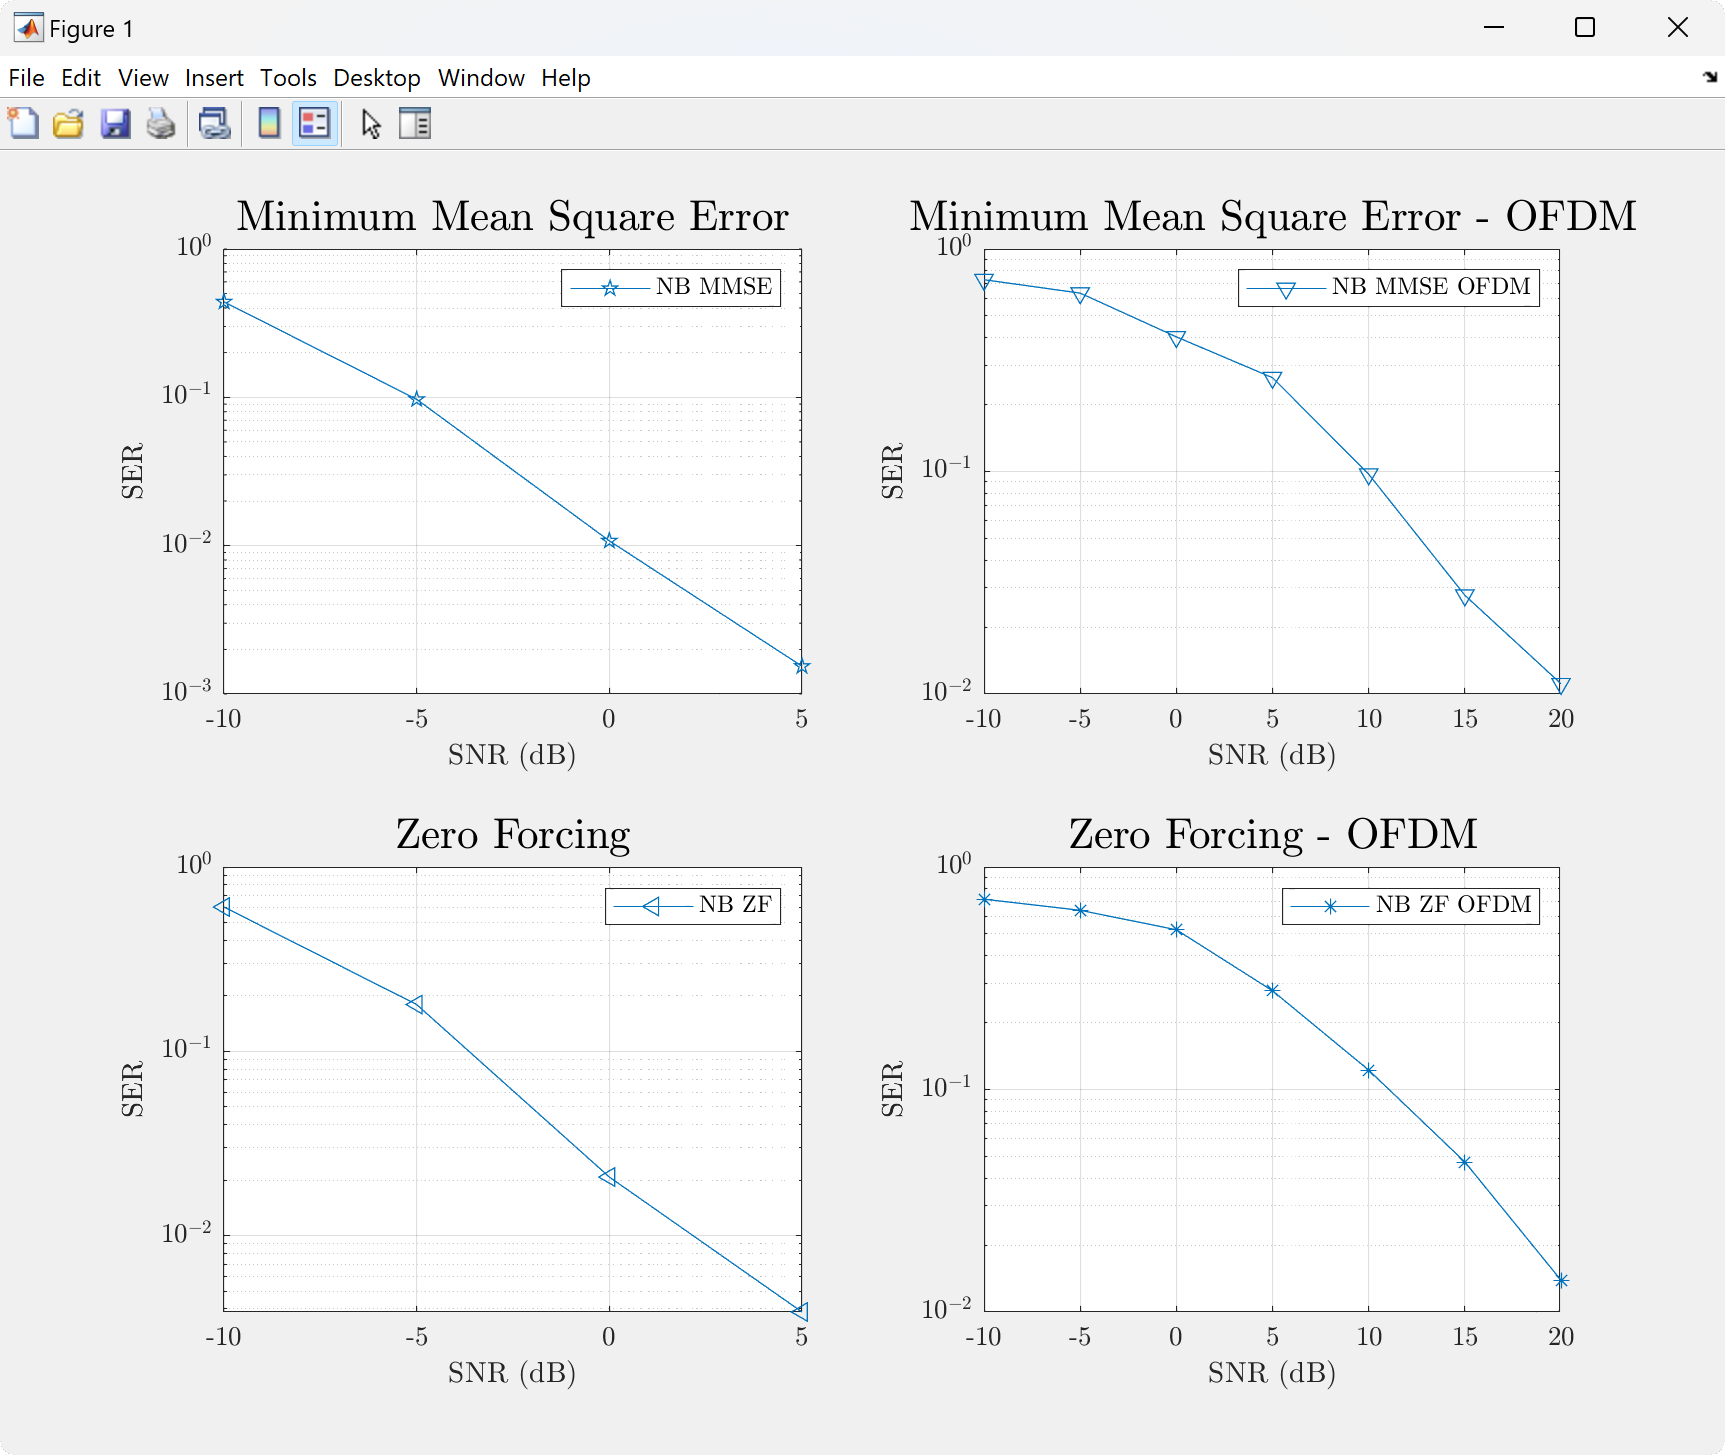 Figure 1
File Edit View Insert Tools Desktop Window Help
Minimum Mean Square Error
10^0
10^-1
10^-2
10^-3
SER
NB MMSE
-10 -5 0 5
SNR (dB)
Minimum Mean Square Error - OFDM
10^0
10^-1
10^-2
SER
NB MMSE OFDM
-10 -5 0 5 10 15 20
SNR (dB)
Zero Forcing
10^0
10^-1
10^-2
SER
NB ZF
-10 -5 0 5
SNR (dB)
Zero Forcing - OFDM
10^0
10^-1
10^-2
SER
NB ZF OFDM
-10 -5 0 5 10 15 20
SNR (dB)